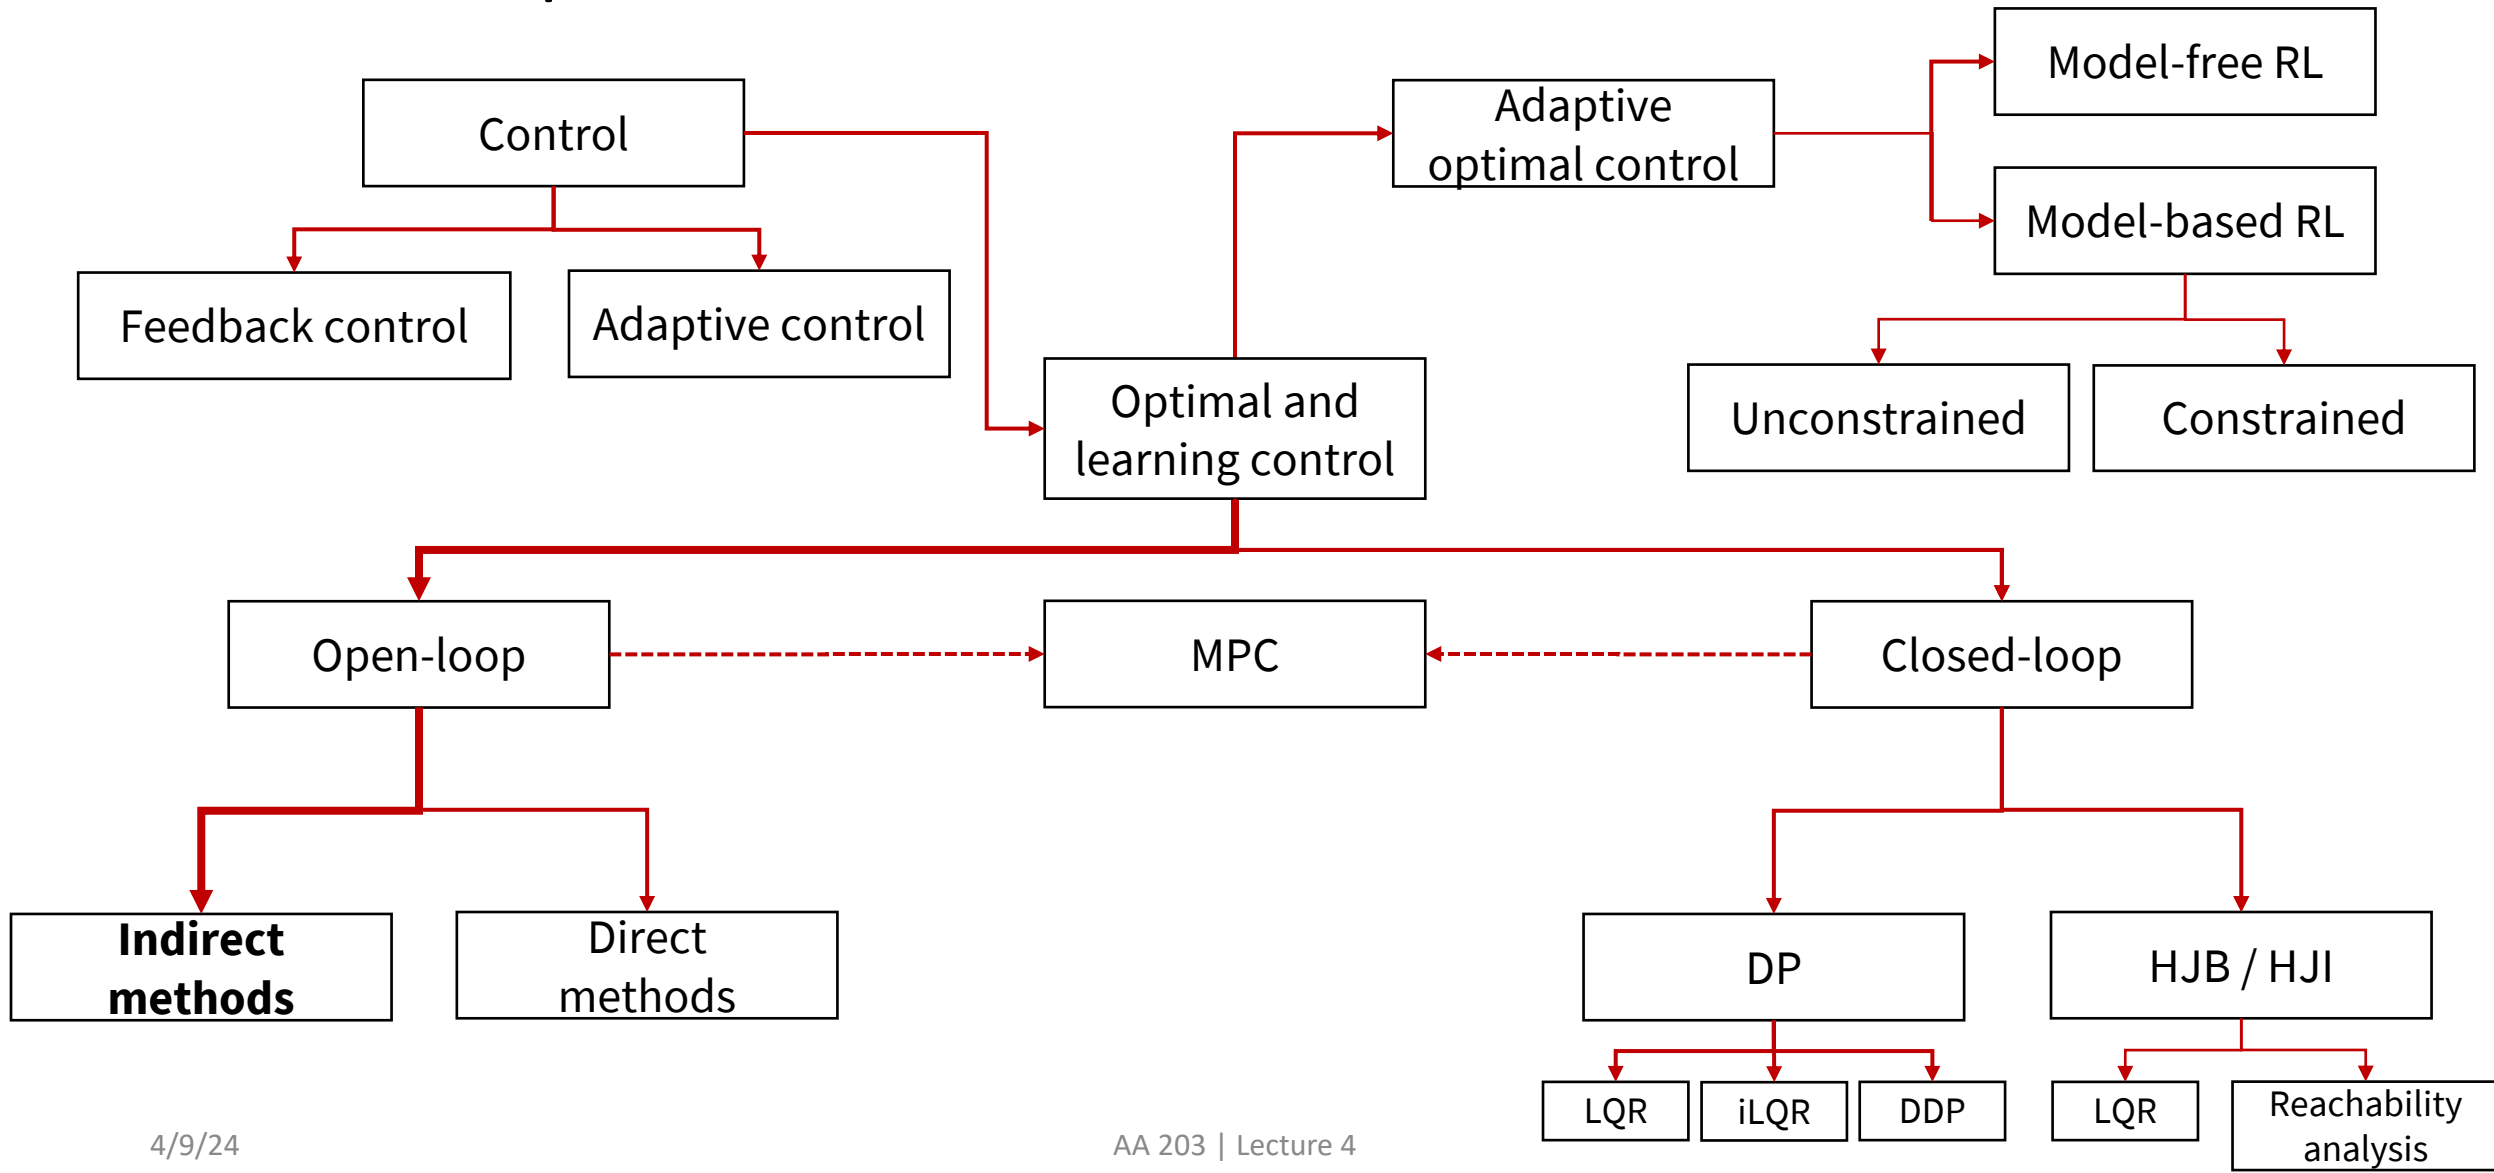 Control
Feedback control
Adaptive control
Optimal and
learning control
Adaptive
optimal control
Model-free RL
Model-based RL
Unconstrained
Constrained
Open-loop
MPC
Closed-loop
Indirect
methods
Direct
methods
DP
HJB / HJI
LQR
iLQR
DDP
LQR
Reachability
analysis
4/9/24
AA 203 | Lecture 4